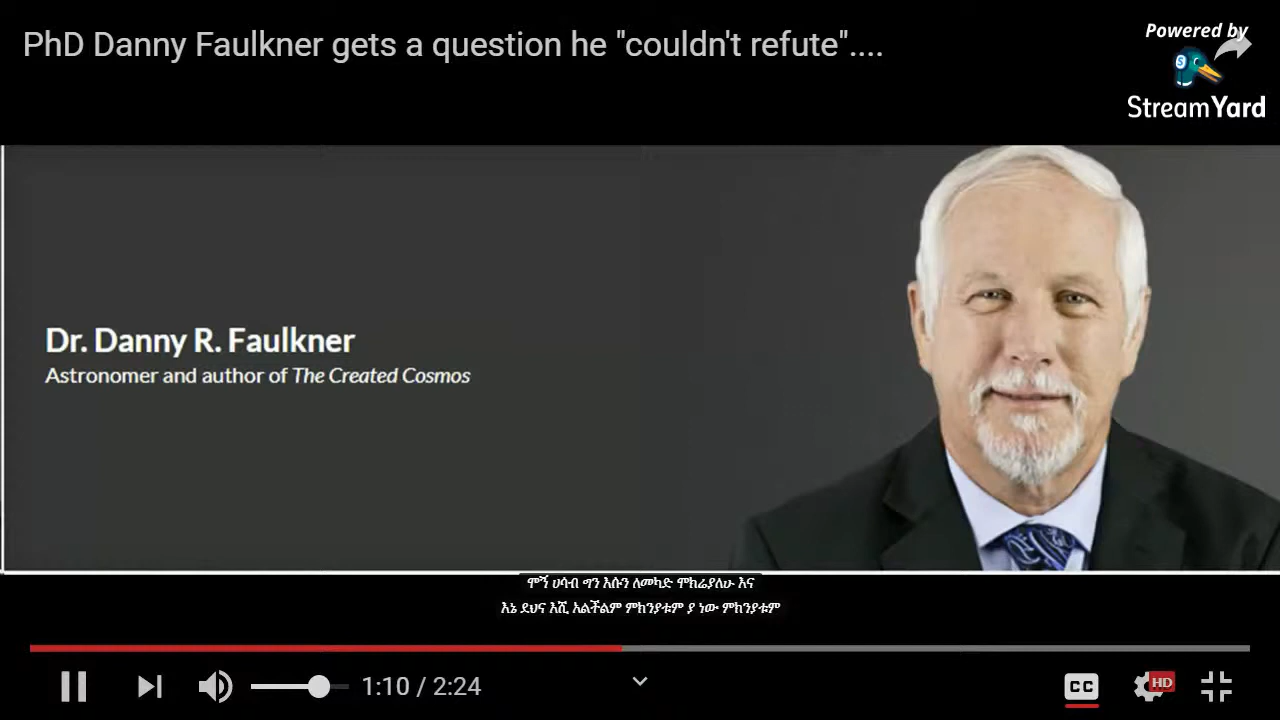 PhD Danny Faulkner gets a question he "couldn't refute"....
Powered by
StreamYard
Dr. Danny R. Faulkner
Astronomer and author of The Created Cosmos
ሞኝ ሀሳብ ግን እሱን ለመካድ ሞክሬያለሁ እና
እኔ ደህና እሺ አልችልም ምክንያቱም ያ ነው ምክንያቱም
1:10 / 2:24
CC
HD